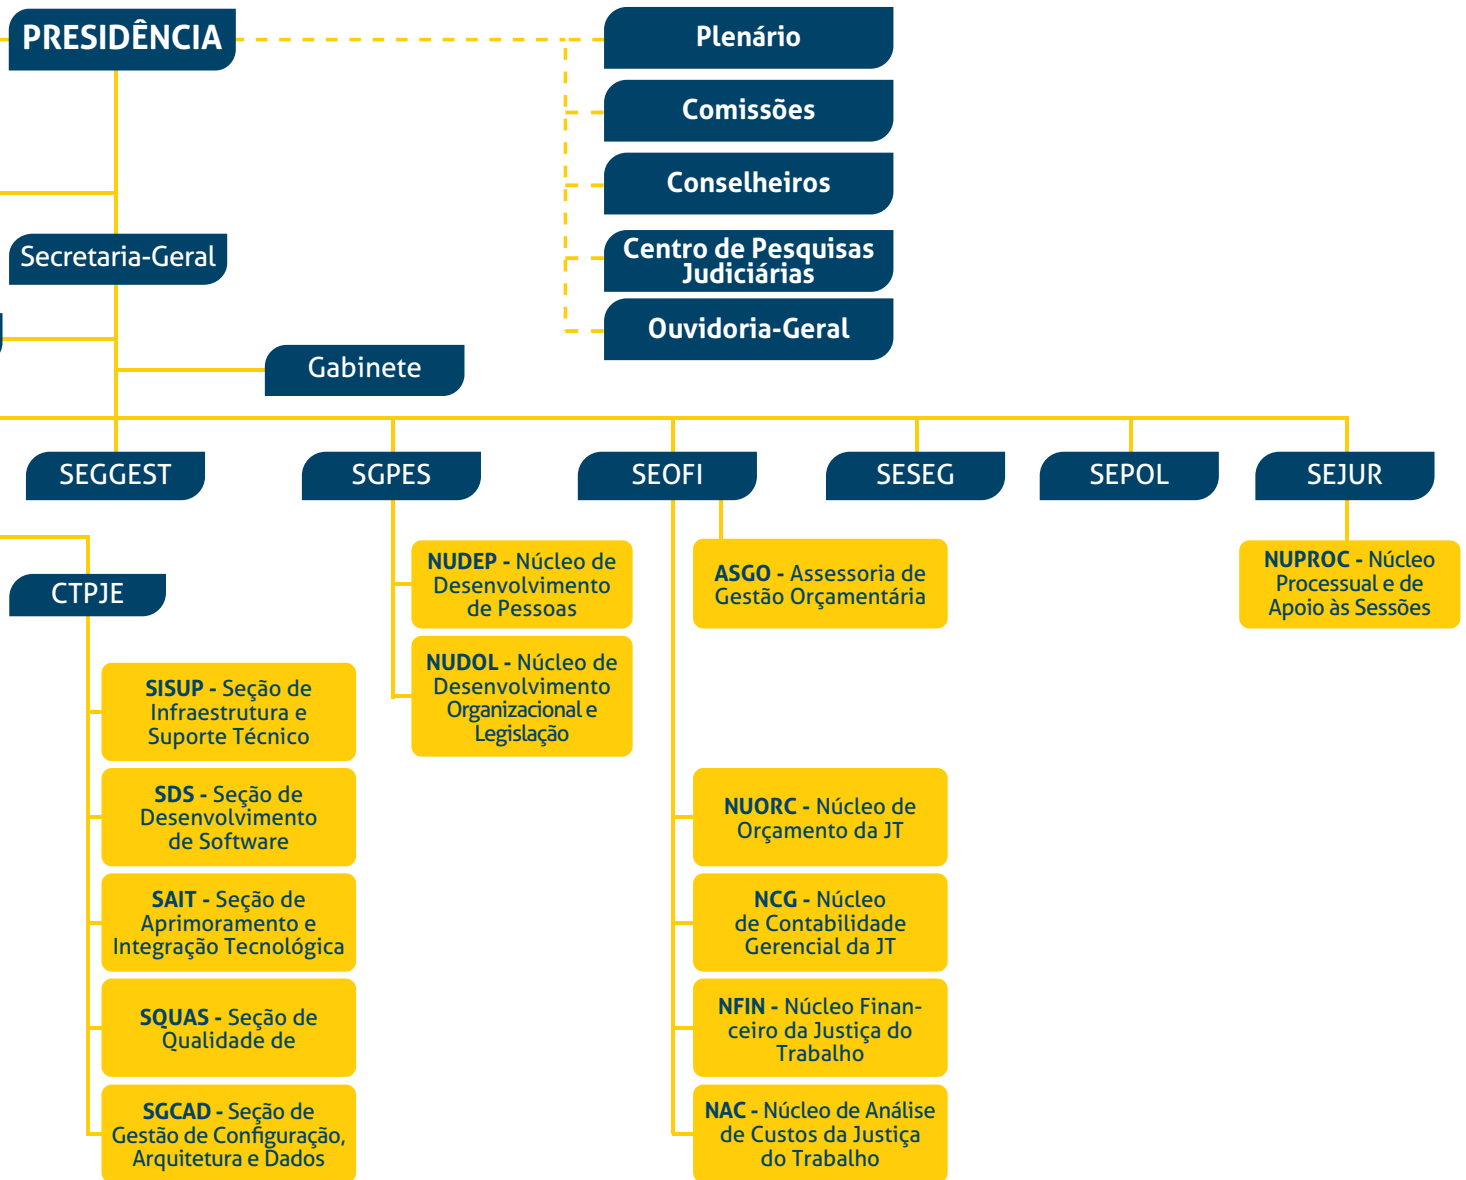 PRESIDÊNCIA
Plenário
Comissões
Conselheiros
Centro de Pesquisas
Judiciárias
Ouvidoria-Geral
Secretaria-Geral
Gabinete
SEGGEST
SGPES
SEOFI
SESEG
SEPOL
SEJUR
CTPJE
SISUP - Seção de
Infraestrutura e
Suporte Técnico
SDS - Seção de
Desenvolvimento
de Software
SAIT - Seção de
Aprimoramento e
Integração Tecnológica
SQUAS - Seção de
Qualidade de
SGCAD - Seção de
Gestão de Configuração,
Arquitetura e Dados
NUDEP - Núcleo de
Desenvolvimento
de Pessoas
NUDOL - Núcleo de
Desenvolvimento
Organizacional e
Legislação
ASGO - Assessoria de
Gestão Orçamentária
NUORC - Núcleo de
Orçamento da JT
NCG - Núcleo
de Contabilidade
Gerencial da JT
NFIN - Núcleo Finan-
ceiro da Justiça do
Trabalho
NAC - Núcleo de Análise
de Custos da Justiça
do Trabalho
NUPROC - Núcleo
Processual e de
Apoio às Sessões